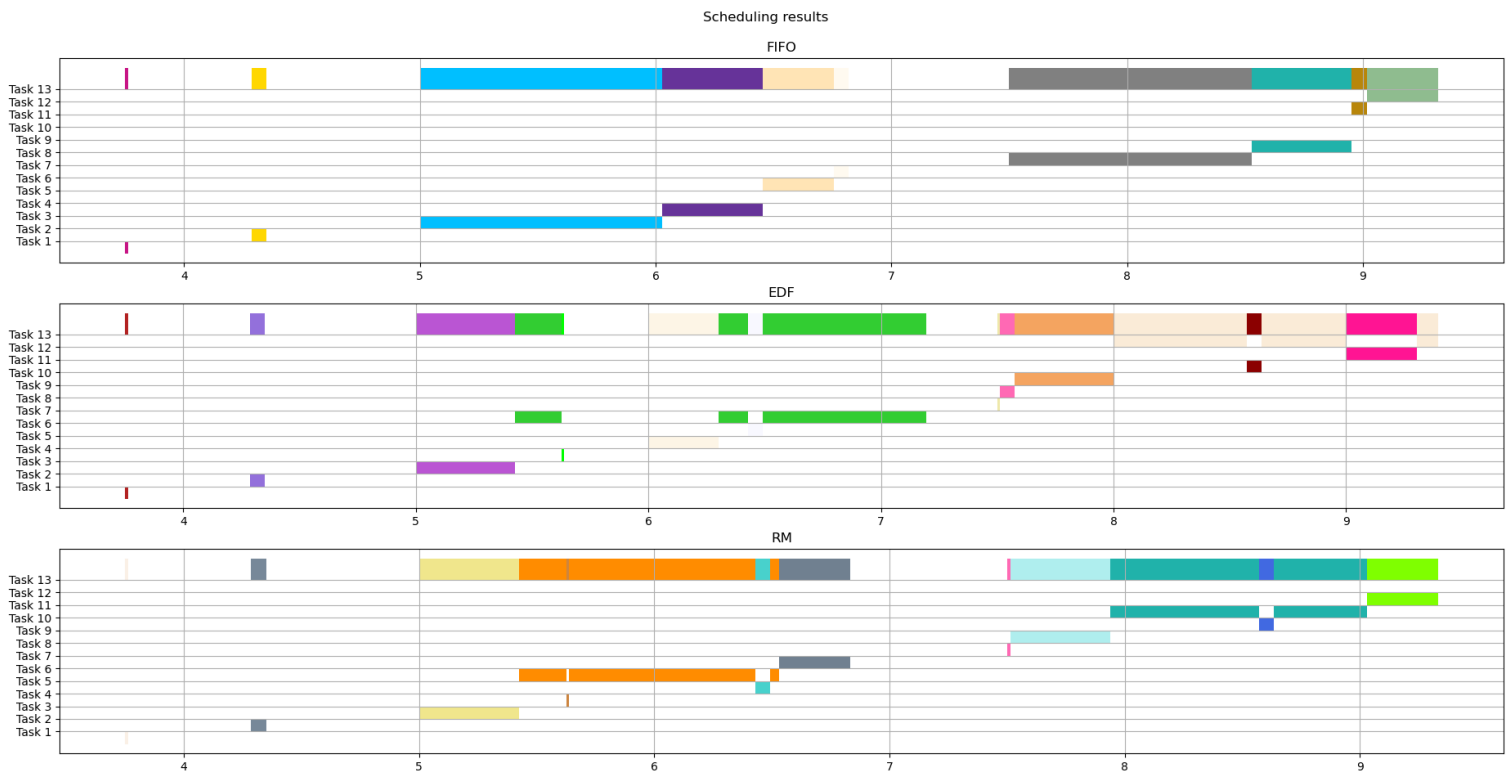 Scheduling results
FIFO
Task 13
Task 12
Task 11
Task 10
Task 9
Task 8
Task 7
Task 6
Task 5
Task 4
Task 3
Task 2
Task 1
4 5 6 7 8 9
EDF
Task 13
Task 12
Task 11
Task 10
Task 9
Task 8
Task 7
Task 6
Task 5
Task 4
Task 3
Task 2
Task 1
4 5 6 7 8 9
RM
Task 13
Task 12
Task 11
Task 10
Task 9
Task 8
Task 7
Task 6
Task 5
Task 4
Task 3
Task 2
Task 1
4 5 6 7 8 9